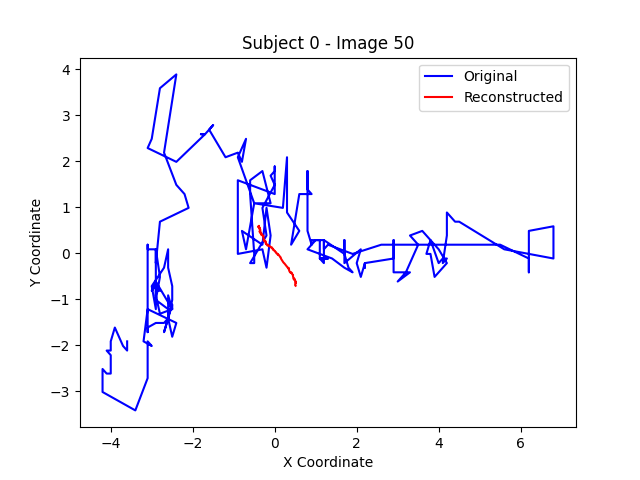 Subject 0 - Image 50
Original
Reconstructed
4
3
2
1
0
−1
−2
−3
Y Coordinate
−4 −2 0 2 4 6
X Coordinate